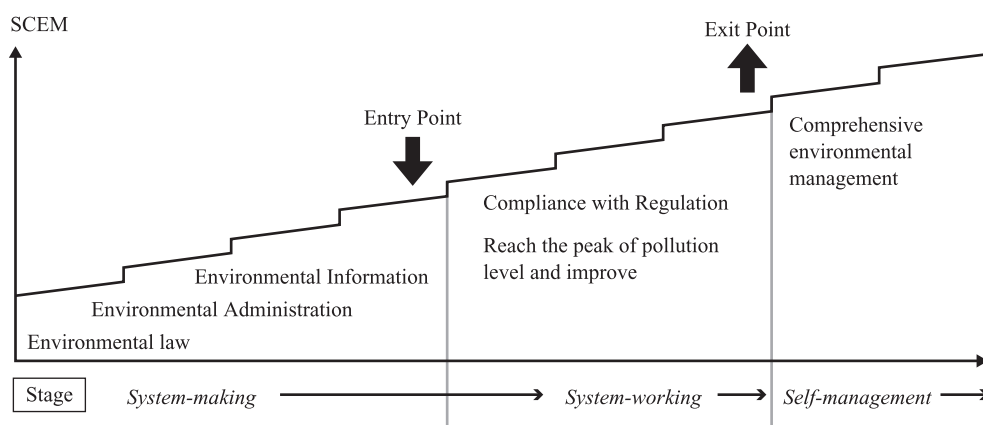 SCEM
Exit Point
Entry Point
Comprehensive
environmental
management
Compliance with Regulation
Reach the peak of pollution
level and improve
Environmental Information
Environmental Administration
Environmental law
Stage
System-making
System-working
Self-management